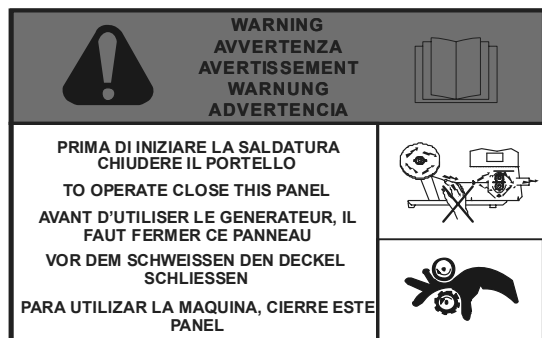 WARNING
AVVERTENZA
AVERTISSEMENT
WARNUNG
ADVERTENCIA
PRIMA DI INIZIARE LA SALDATURA
CHIUDERE IL PORTELLO
TO OPERATE CLOSE THIS PANEL
AVANT D'UTILISER LE GENERATEUR, IL
FAUT FERMER CE PANNEAU
VOR DEM SCHWEISSEN DEN DECKEL
SCHLIESSEN
PARA UTILIZAR LA MAQUINA, CIERRE ESTE
PANEL